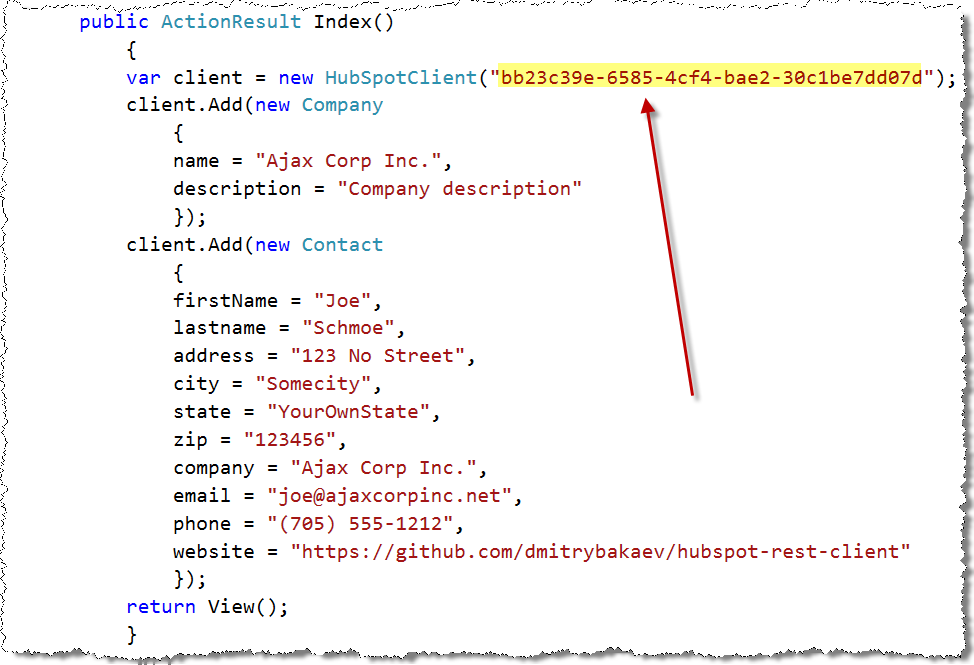 public ActionResult Index()
{
var client = new HubSpotClient("bb23c39e-6585-4cf4-bae2-30c1be7dd07d");
client.Add(new Company
{
name = "Ajax Corp Inc.",
description = "Company description"
});
client.Add(new Contact
{
firstName = "Joe",
lastname = "Schmoe",
address = "123 No Street",
city = "Somecity",
state = "YourOwnState",
zip = "123456",
company = "Ajax Corp Inc.",
email = "joe@ajaxcorpinc.net",
phone = "(705) 555-1212",
website = "https://github.com/dmitrybakaev/hubspot-rest-client"
});
return View();
}